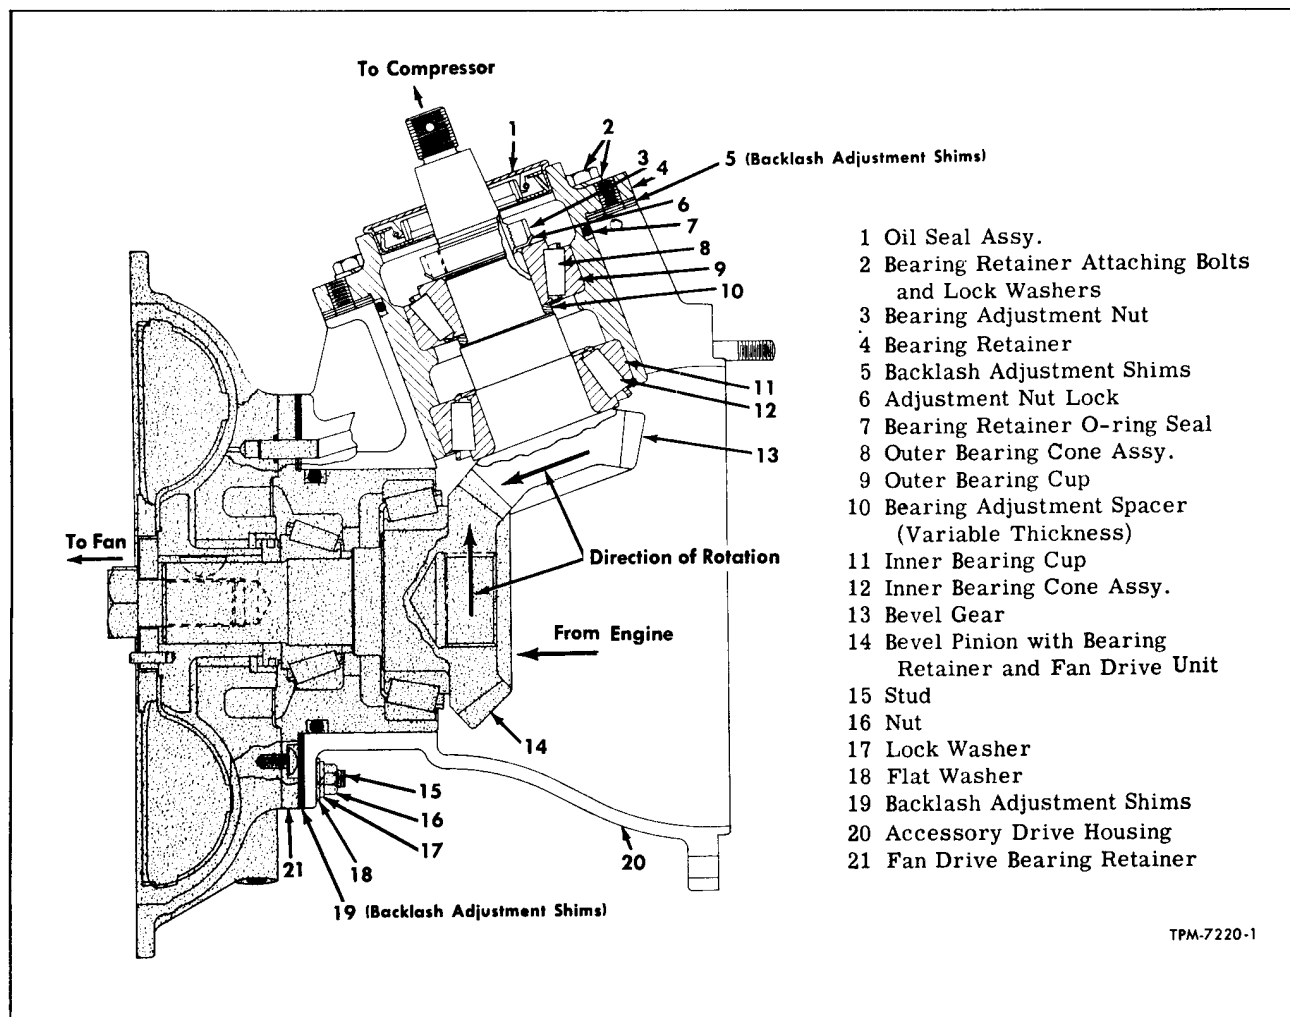 To Compressor
1
2
3
4
5 (Backlash Adjustment Shims)
6
7
8
9
10
11
12
13
To Fan
Direction of Rotation
From Engine
14
15
16
17
18
19 (Backlash Adjustment Shims)
20
21
1 Oil Seal Assy.
2 Bearing Retainer Attaching Bolts
and Lock Washers
3 Bearing Adjustment Nut
4 Bearing Retainer
5 Backlash Adjustment Shims
6 Adjustment Nut Lock
7 Bearing Retainer O-ring Seal
8 Outer Bearing Cone Assy.
9 Outer Bearing Cup
10 Bearing Adjustment Spacer
(Variable Thickness)
11 Inner Bearing Cup
12 Inner Bearing Cone Assy.
13 Bevel Gear
14 Bevel Pinion with Bearing
Retainer and Fan Drive Unit
15 Stud
16 Nut
17 Lock Washer
18 Flat Washer
19 Backlash Adjustment Shims
20 Accessory Drive Housing
21 Fan Drive Bearing Retainer
TPM-7220-1